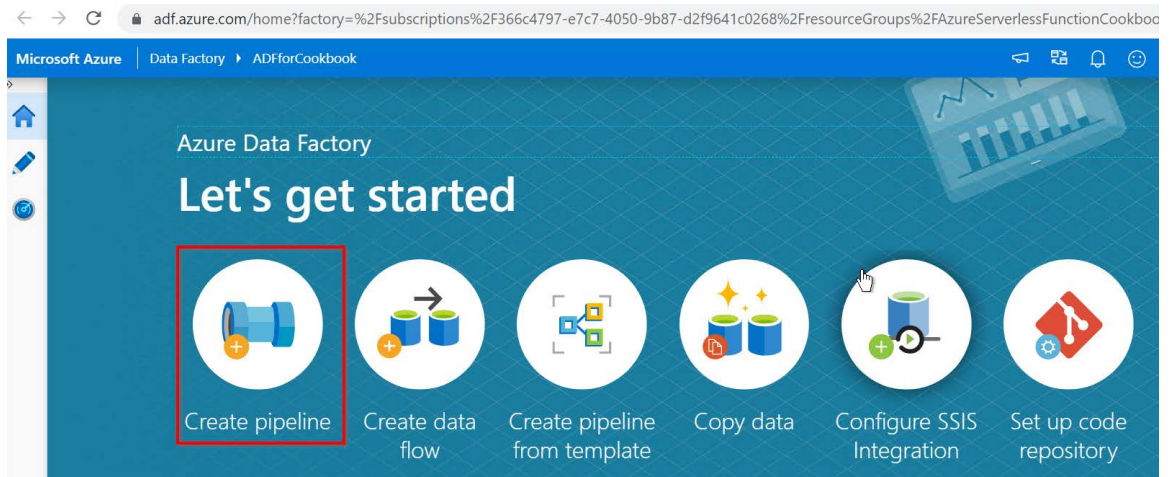 adf.azure.com/home?factory=%2Fsubscriptions%2F366c4797-e7c7-4050-9b87-d2f9641c0268%2FresourceGroups%2FAzureServerlessFunctionCookboo
Microsoft Azure Data Factory ADFforCookbook
Azure Data Factory
Let's get started
Create pipeline Create data flow Create pipeline from template Copy data Configure SSIS Integration Set up code repository